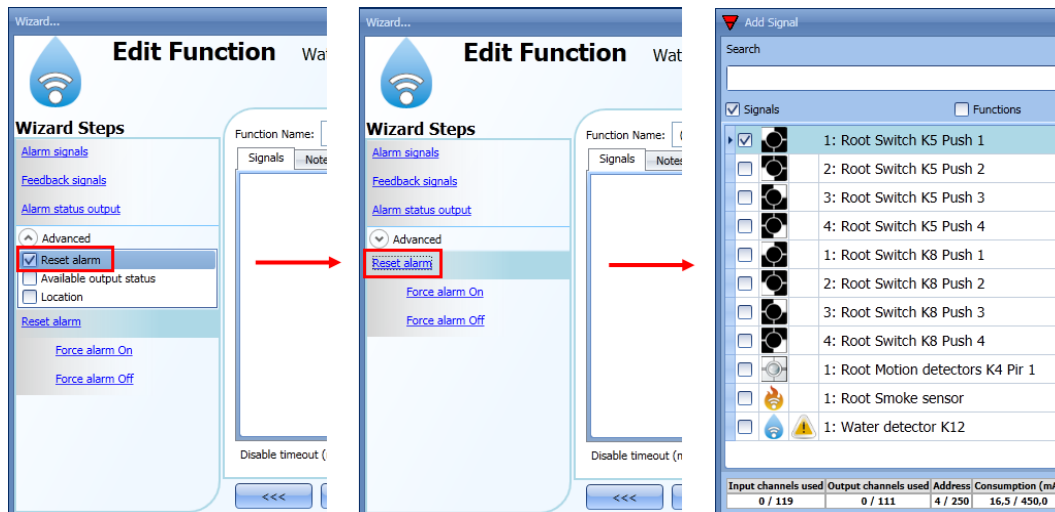 Wizard...
Edit Function Wa
Wizard Steps
Alarm signals
Feedback signals
Alarm status output
Advanced
Reset alarm
Available output status
Location
Reset alarm
Force alarm On
Force alarm Off
Function Name:
Signals Notes
Disable timeout (
<<<
Wizard...
Edit Function Wat
Wizard Steps
Alarm signals
Feedback signals
Alarm status output
Advanced
Reset alarm
Force alarm On
Force alarm Off
Function Name: (
Signals Notes
Disable timeout (m
<<<
Add Signal
Search
Signals Functions
1: Root Switch K5 Push 1
2: Root Switch K5 Push 2
3: Root Switch K5 Push 3
4: Root Switch K5 Push 4
1: Root Switch K8 Push 1
2: Root Switch K8 Push 2
3: Root Switch K8 Push 3
4: Root Switch K8 Push 4
1: Root Motion detectors K4 Pir 1
1: Root Smoke sensor
1: Water detector K12
Input channels used Output channels used Address Consumption (mA
0 / 119 0 / 111 4 / 250 16,5 / 450,0